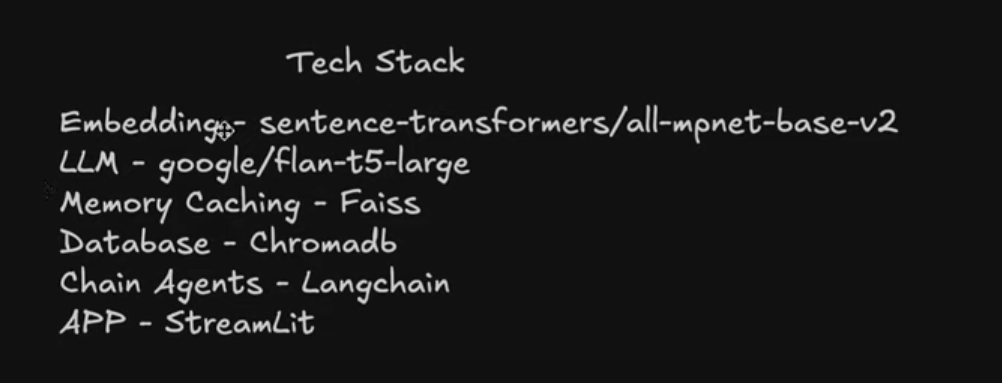 Tech Stack
Embedding - sentence-transformers/all-mpnet-base-v2
LLM - google/flan-t5-large
Memory Caching - Faiss
Database - Chromadb
Chain Agents - Langchain
APP - StreamLit